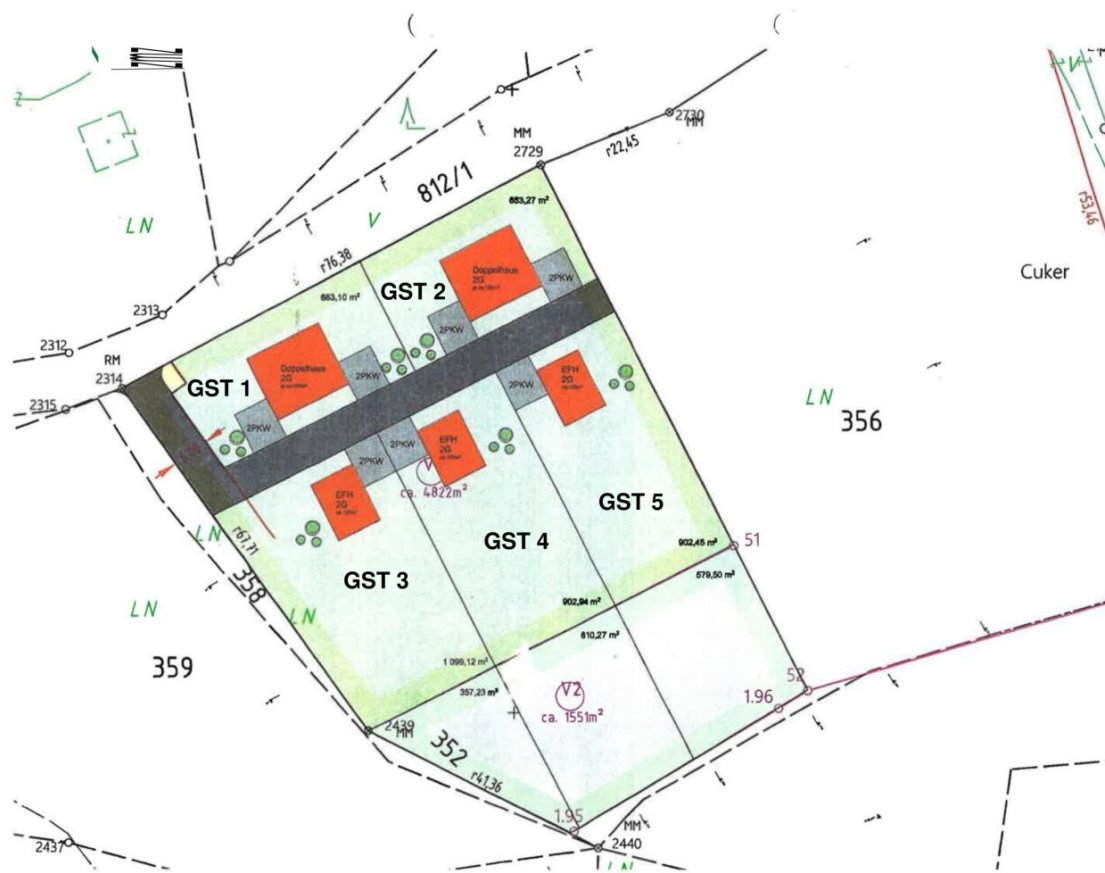 2730
MM
MM
2729
r22,45
812/1
V
r53,46
LN
683,27 m²
r76,38
V
Cuker
Doppelhaus
2G
2PKW
GST 2
683,10 m²
2313
2PKW
2312
RM
2314
GST 1
Doppelhaus
2G
2PKW
2PKW
EFH
2G
2315
LN
356
2PKW
2PKW
EFH
2G
2PKW
V
ca. 4022m²
EFH
2G
GST 5
r67,71
LN
GST 4
902,45 m²
51
579,50 m²
358
GST 3
LN
LN
902,94 m²
610,27 m²
359
1 099,12 m²
357,23 m²
V2
ca. 1551m²
52
1.96
2439
MM
352
r41,36
1.95
MM
2440
2437
LN